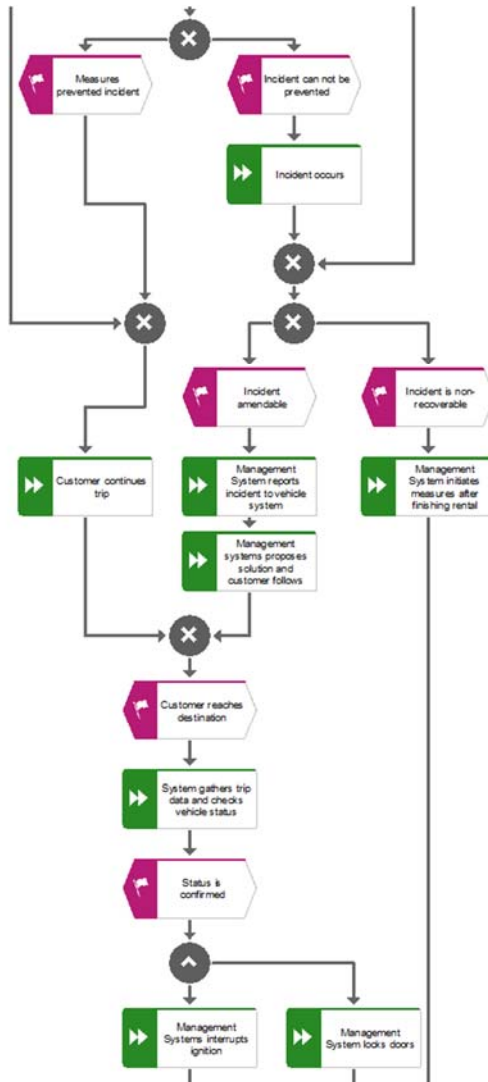 Measures
prevented incident
Incident can not be
prevented
Incident occurs
Incident
amendable
Incident is non-
recoverable
Customer continues
trip
Management
System reports
incident to vehicle
system
Management
System initiates
measures after
finishing rental
Management
systems proposes
solution and
customer follows
Customer reaches
destination
System gathers trip
data and checks
vehicle status
Status is
confirmed
Management
Systems interrupts
ignition
Management
System locks doors